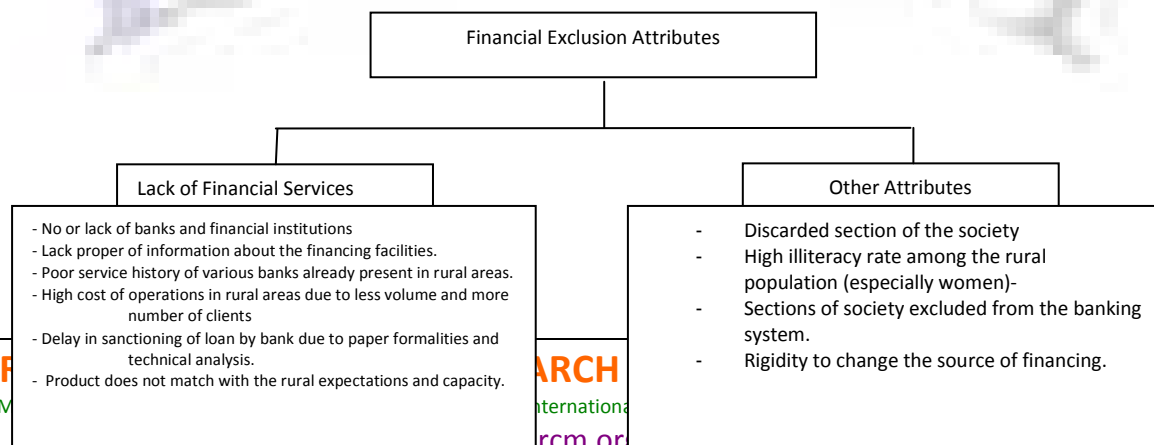 Financial Exclusion Attributes
Lack of Financial Services
- No or lack of banks and financial institutions
- Lack proper of information about the financing facilities.
- Poor service history of various banks already present in rural areas.
- High cost of operations in rural areas due to less volume and more
number of clients
- Delay in sanctioning of loan by bank due to paper formalities and
technical analysis.
- Product does not match with the rural expectations and capacity.
Other Attributes
- Discarded section of the society
- High illiteracy rate among the rural
population (especially women)-
- Sections of society excluded from the banking
system.
- Rigidity to change the source of financing.
ARCH
nternationa
rcm.or